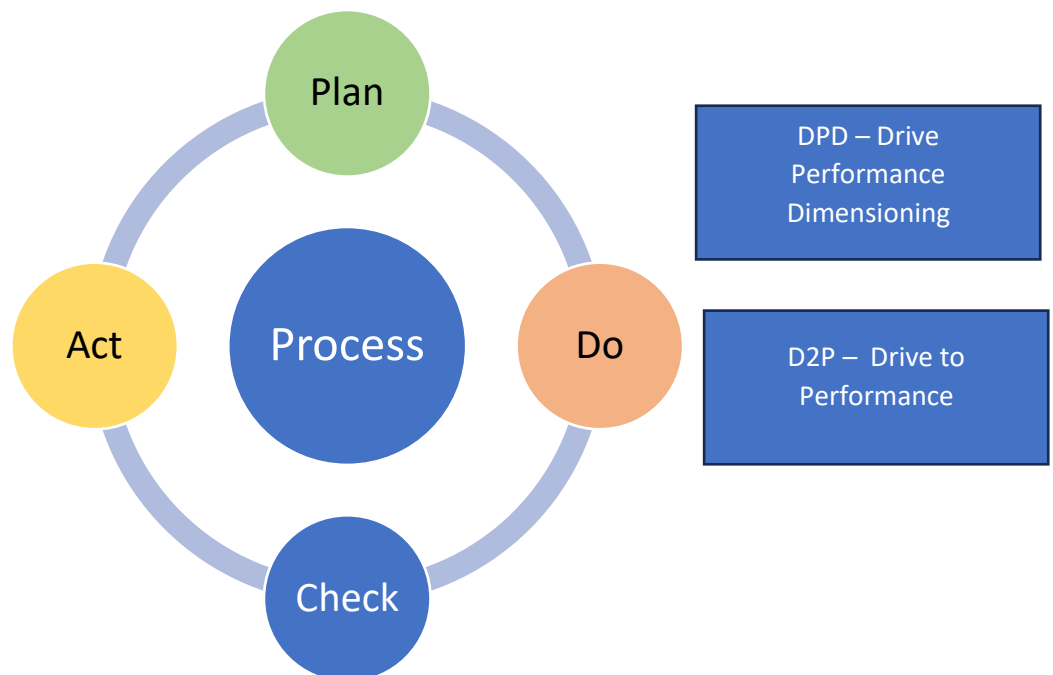 Plan
DPD – Drive
Performance
Dimensioning
Act
Process
Do
D2P –  Drive to
Performance
Check